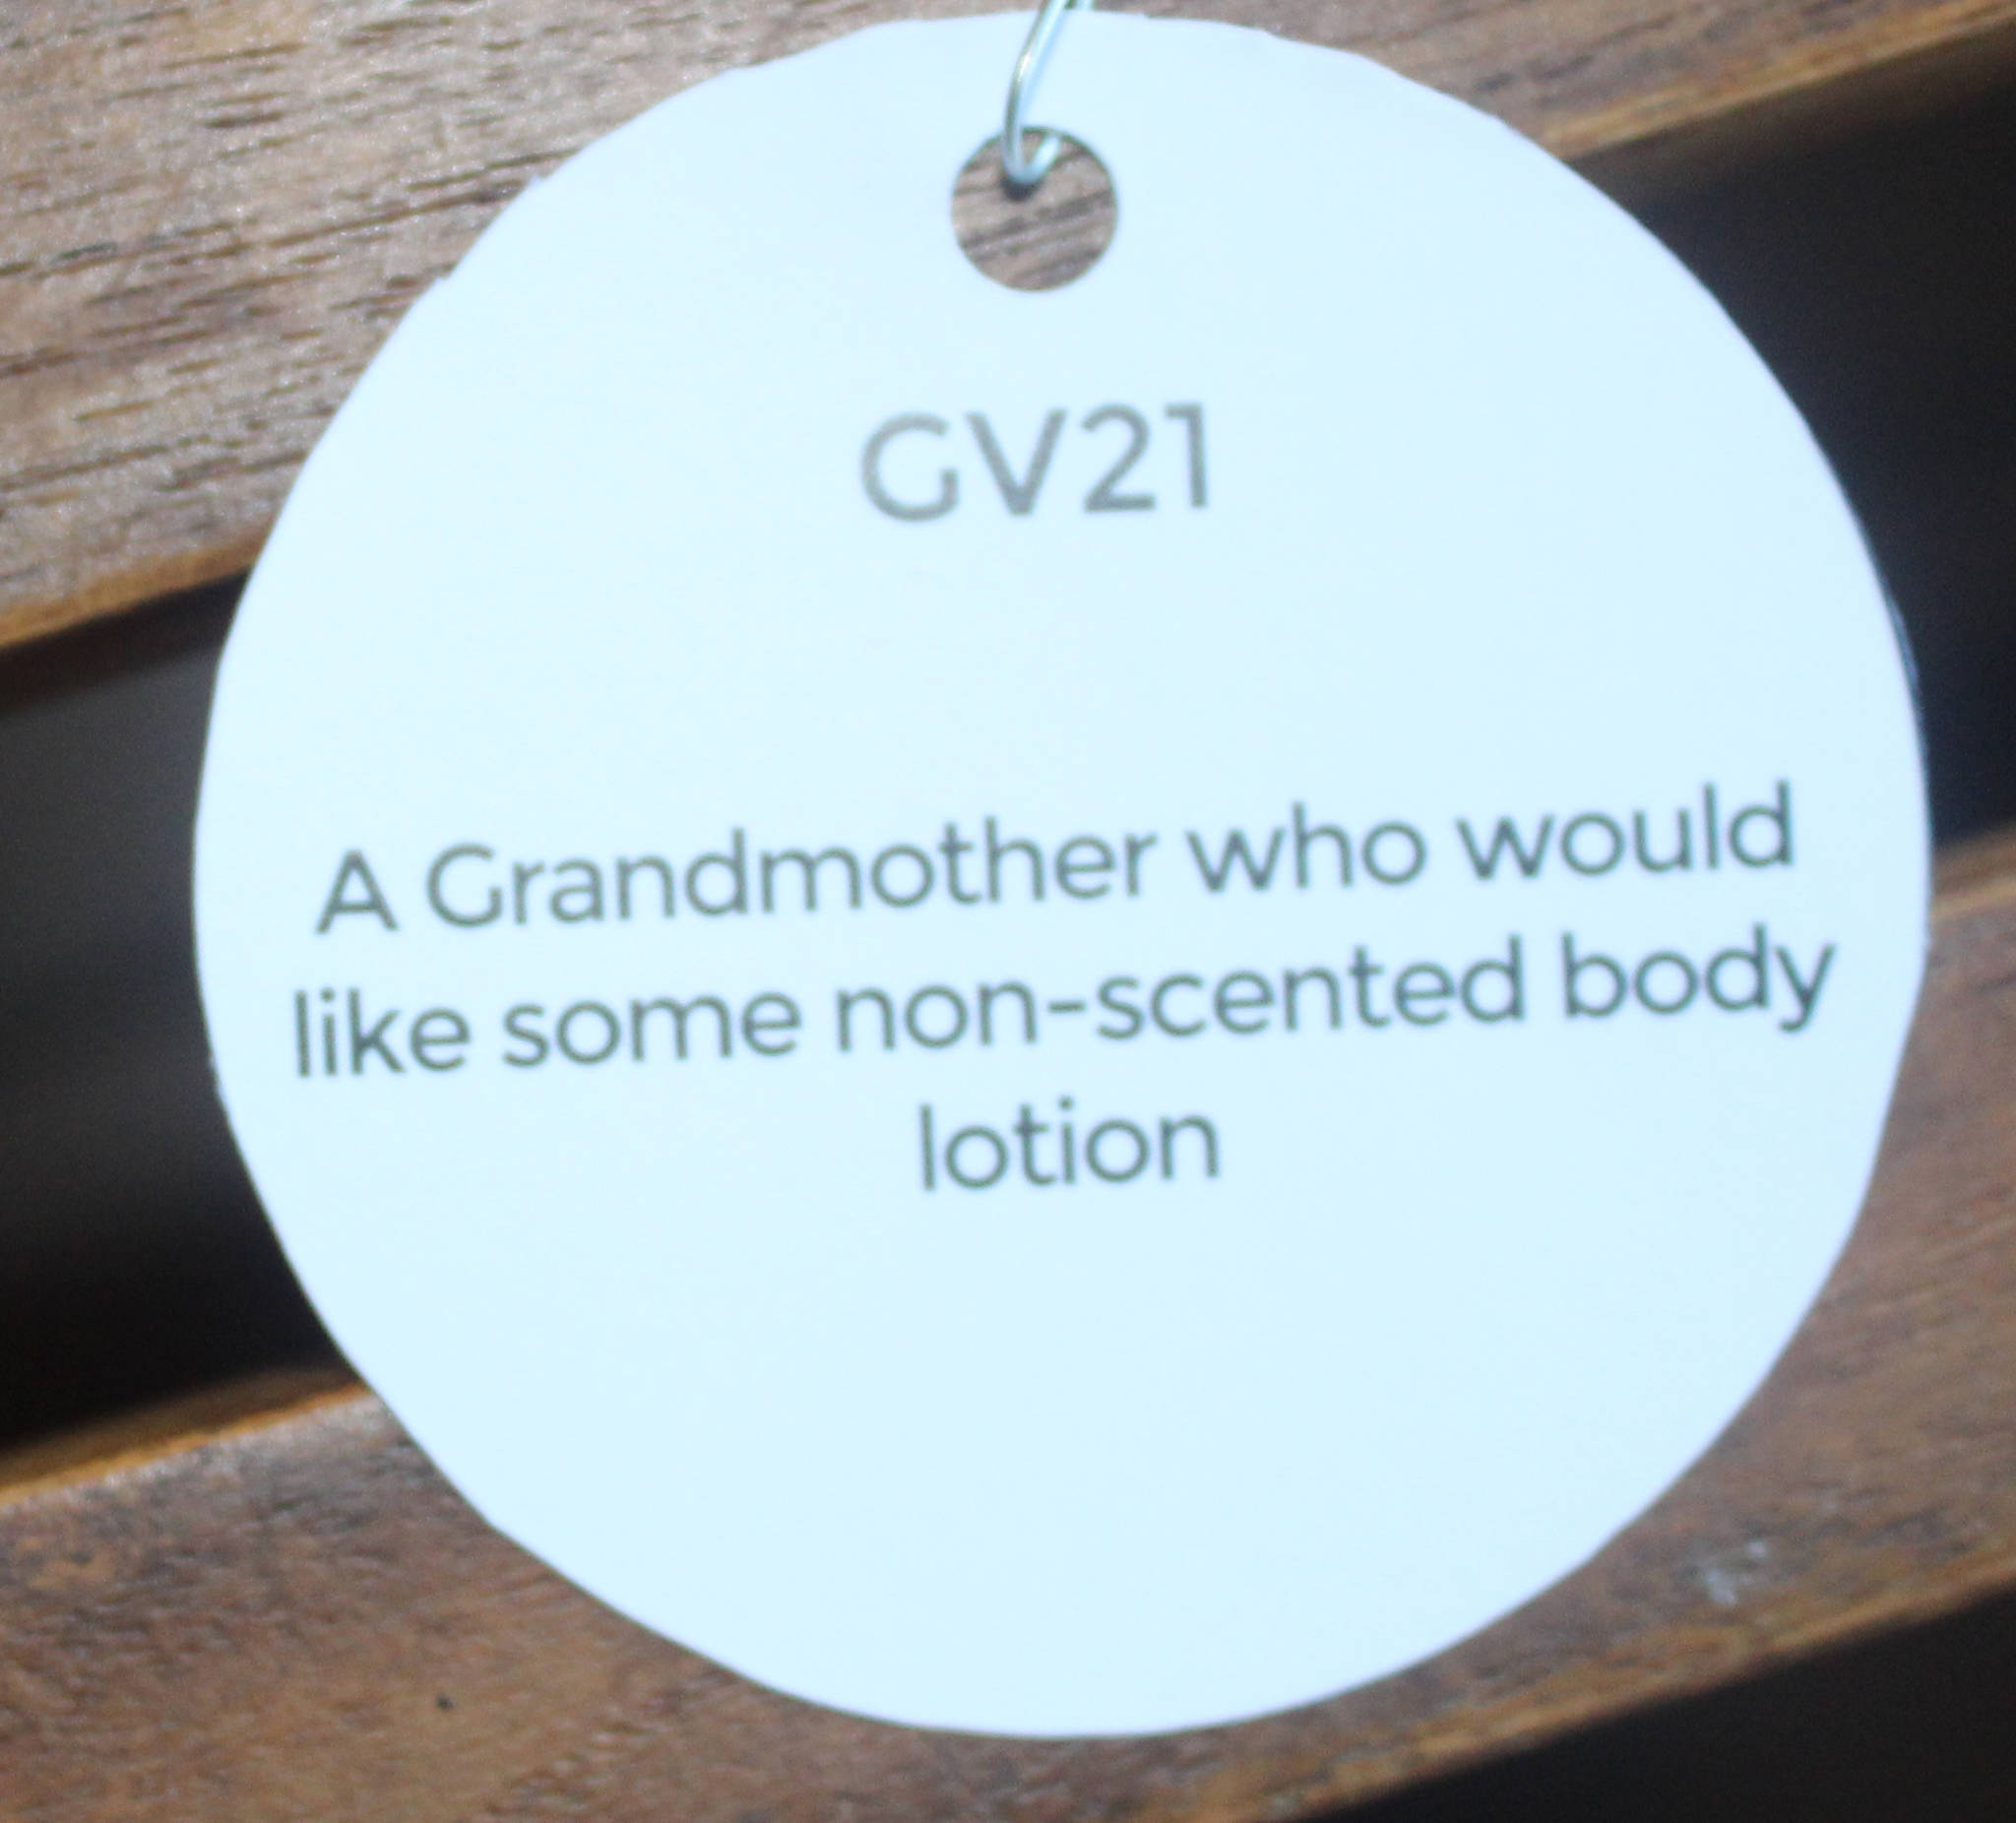 GV21
A Grandmother who would
like some non-scented body
lotion